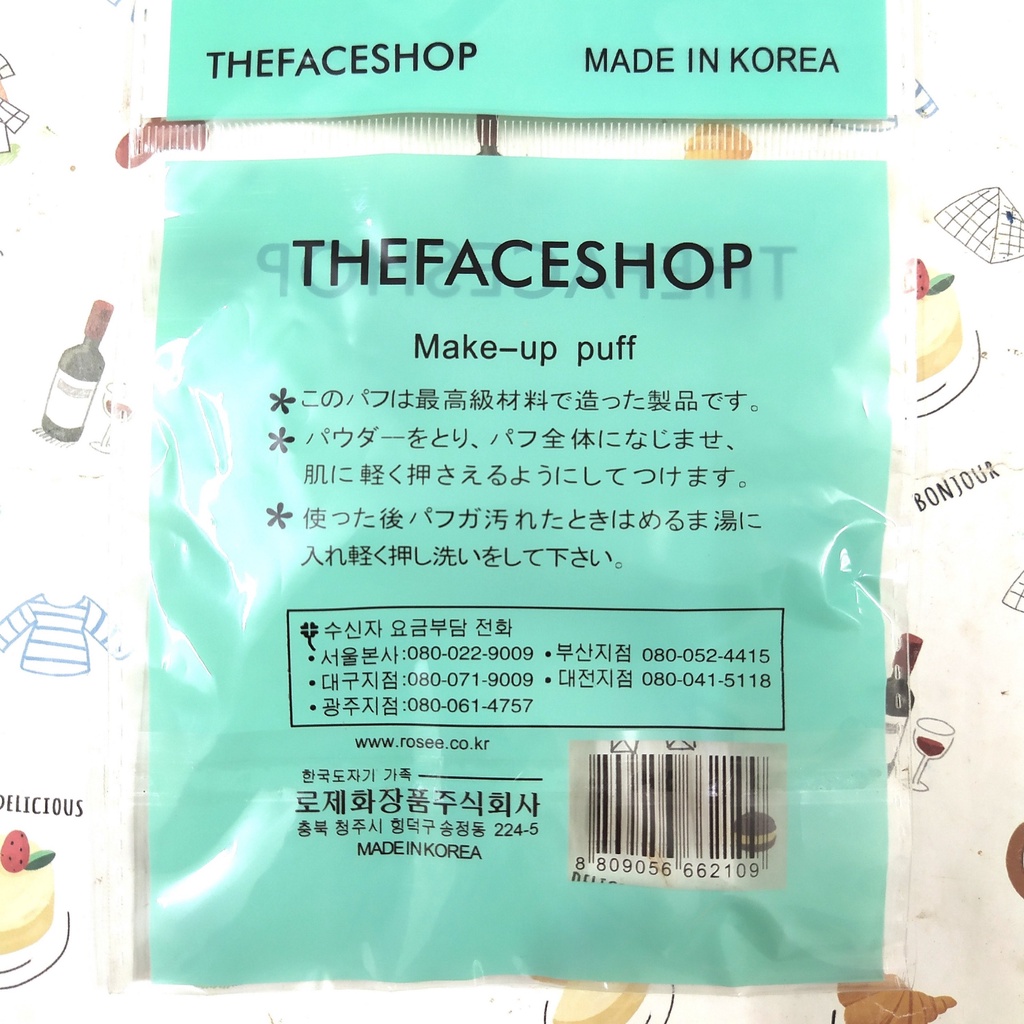 THEFACESHOP MADE IN KOREA
THEFACESHOP
Make-up puff
*このパフは最高級材料で造った製品です。
* パウダーをとり、パフ全体になじませ、
肌に軽く押さえるようにしてつけます。
* 使った後パフガ汚れたときはめるま湯に
入れ軽く押し洗いをして下さい。
수신자 요금부담 전화
•서울본사:080-022-9009 •부산지점 080-052-4415
•대구지점:080-071-9009 •대전지점 080-041-5118
•광주지점:080-061-4757
www.rosee.co.kr
한국도자기 가족
로제화장품주식회사
충북 청주시 흥덕구 송정동 224-5
MADE IN KOREA
8 809056 662109
BONJOUR
DELICIOUS